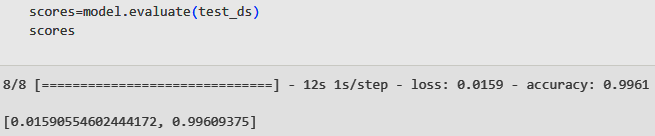 scores=model.evaluate(test_ds)
scores
8/8 [==============================] - 12s 1s/step - loss: 0.0159 - accuracy: 0.9961
[0.01590554602444172, 0.99609375]